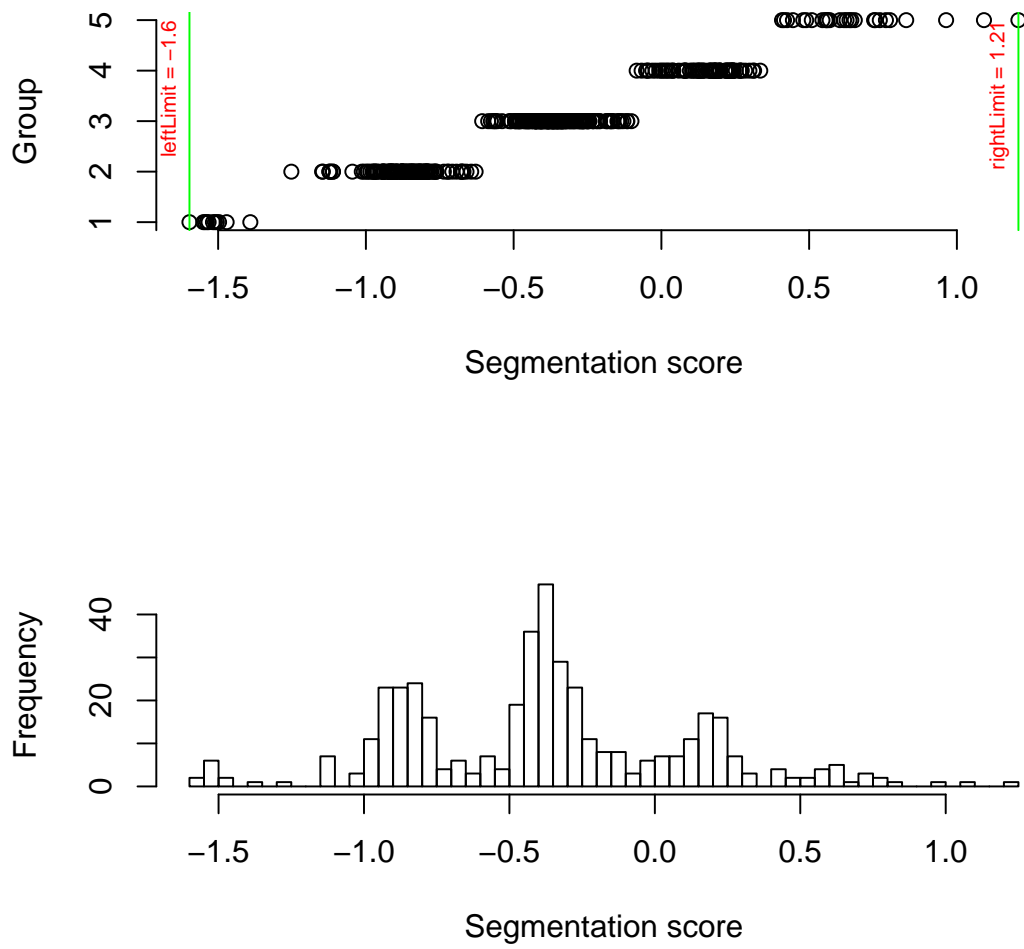 Group
1 2 3 4 5
leftLimit = −1.6
rightLimit = 1.21
−1.5 −1.0 −0.5 0.0 0.5 1.0
Segmentation score
Frequency
0 20 40
−1.5 −1.0 −0.5 0.0 0.5 1.0
Segmentation score